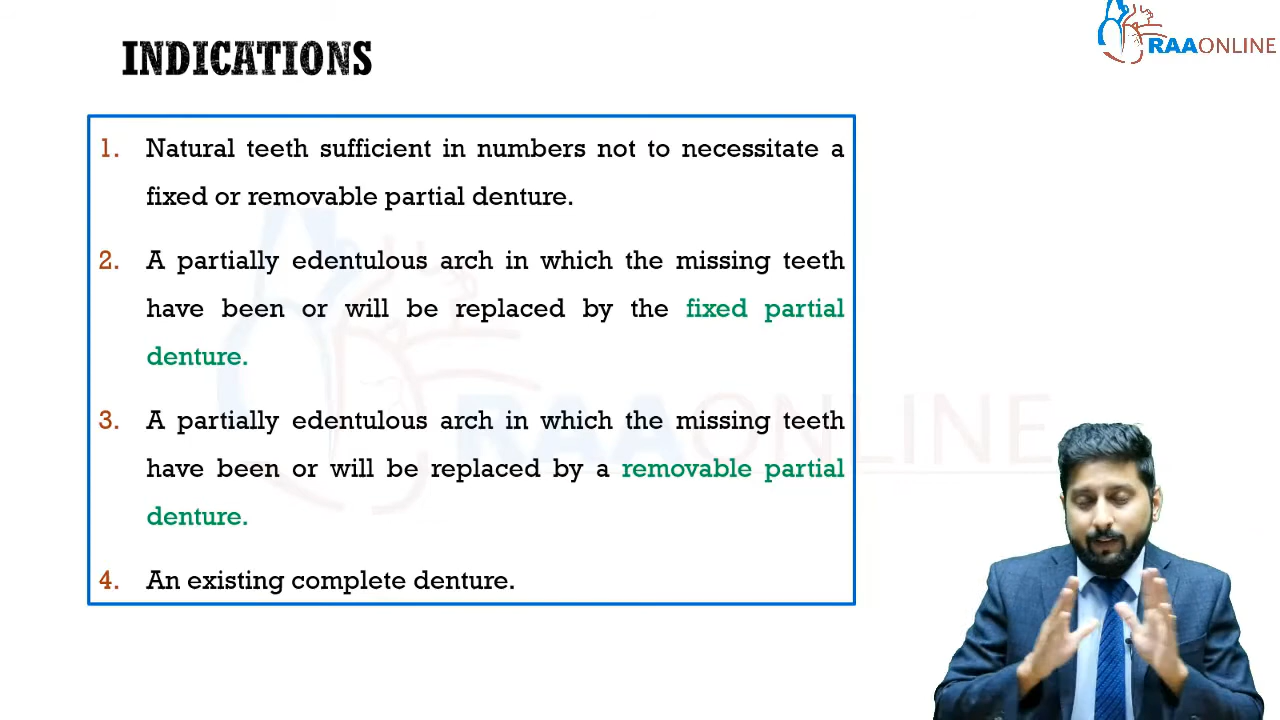 INDICATIONS
RAAONLINE
1. Natural teeth sufficient in numbers not to necessitate a
fixed or removable partial denture.
2. A partially edentulous arch in which the missing teeth
have been or will be replaced by the fixed partial
denture.
3. A partially edentulous arch in which the missing teeth
have been or will be replaced by a removable partial
denture.
4. An existing complete denture.
RAAONLINE